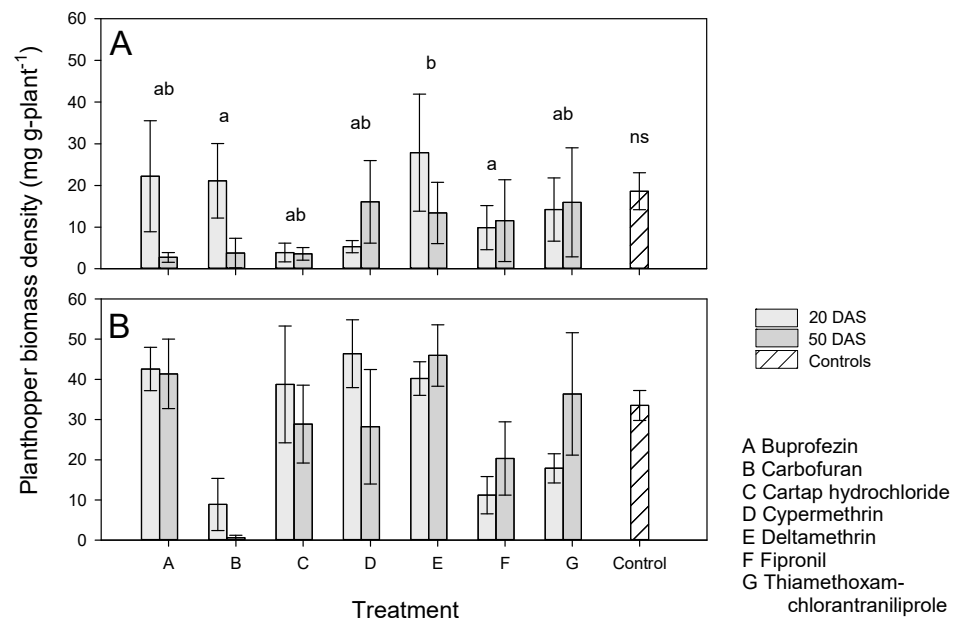 Planthopper biomass density (mg g-plant-1)
A
60
50
40
30
20
10
0
ab
a
ab
ab
b
a
ab
ns
B
60
50
40
30
20
10
0
A B C D E F G Control
Treatment
20 DAS
50 DAS
Controls
A Buprofezin
B Carbofuran
C Cartap hydrochloride
D Cypermethrin
E Deltamethrin
F Fipronil
G Thiamethoxam-
chlorantraniliprole